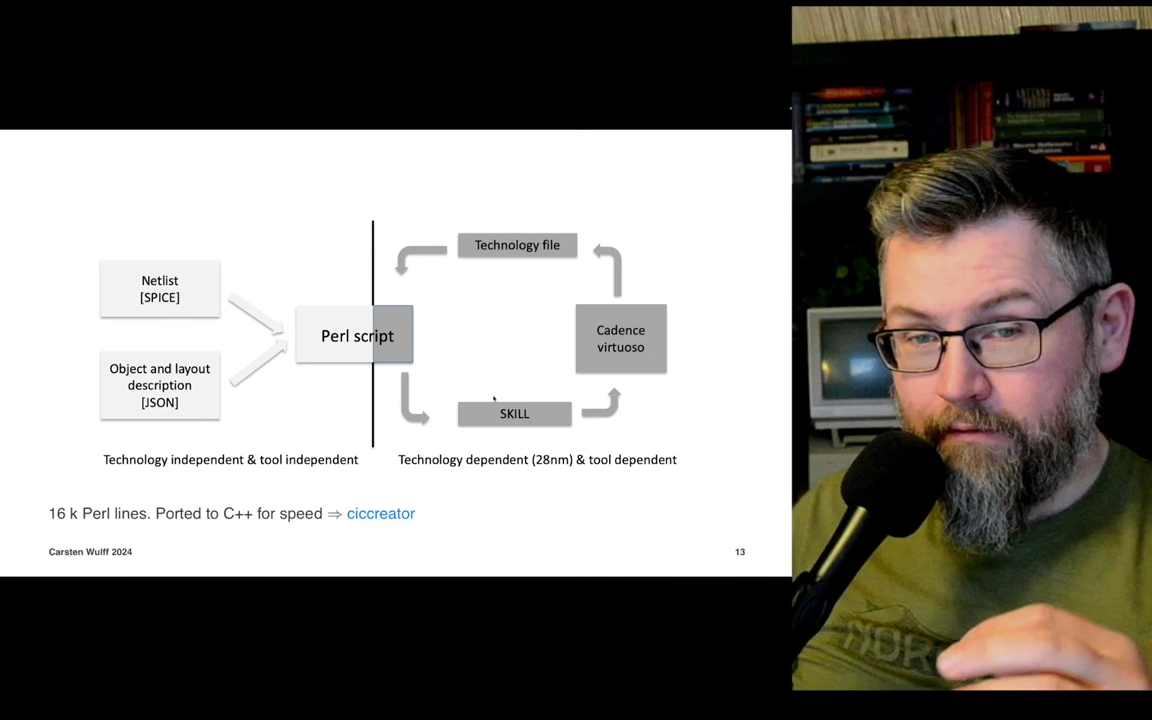 Netlist
[SPICE]
Object and layout
description
[JSON]
Perl script
Technology file
Cadence
virtuoso
SKILL
Technology independent & tool independent
Technology dependent (28nm) & tool dependent
16 k Perl lines. Ported to C++ for speed ⇒ ciccreator
Carsten Wulff 2024
13